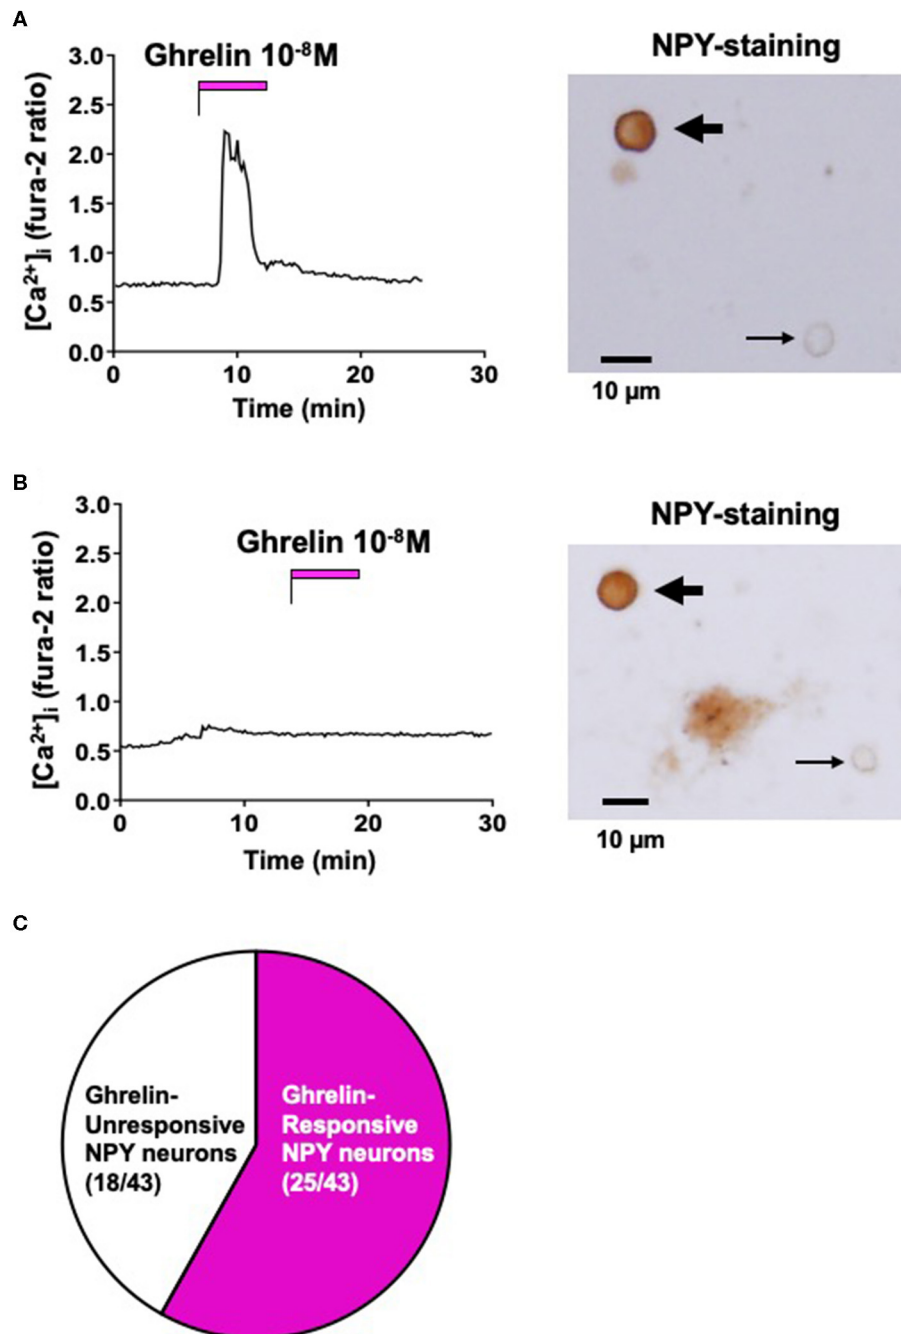 A
Ghrelin 10⁻⁸M
NPY-staining
[Ca²⁺]ᵢ (fura-2 ratio)
3.0
2.5
2.0
1.5
1.0
0.5
0.0
0 10 20 30
Time (min)
10 µm
B
Ghrelin 10⁻⁸M
NPY-staining
[Ca²⁺]ᵢ (fura-2 ratio)
3.0
2.5
2.0
1.5
1.0
0.5
0.0
0 10 20 30
Time (min)
10 µm
C
Ghrelin-
Unresponsive
NPY neurons
(18/43)
Ghrelin-
Responsive
NPY neurons
(25/43)